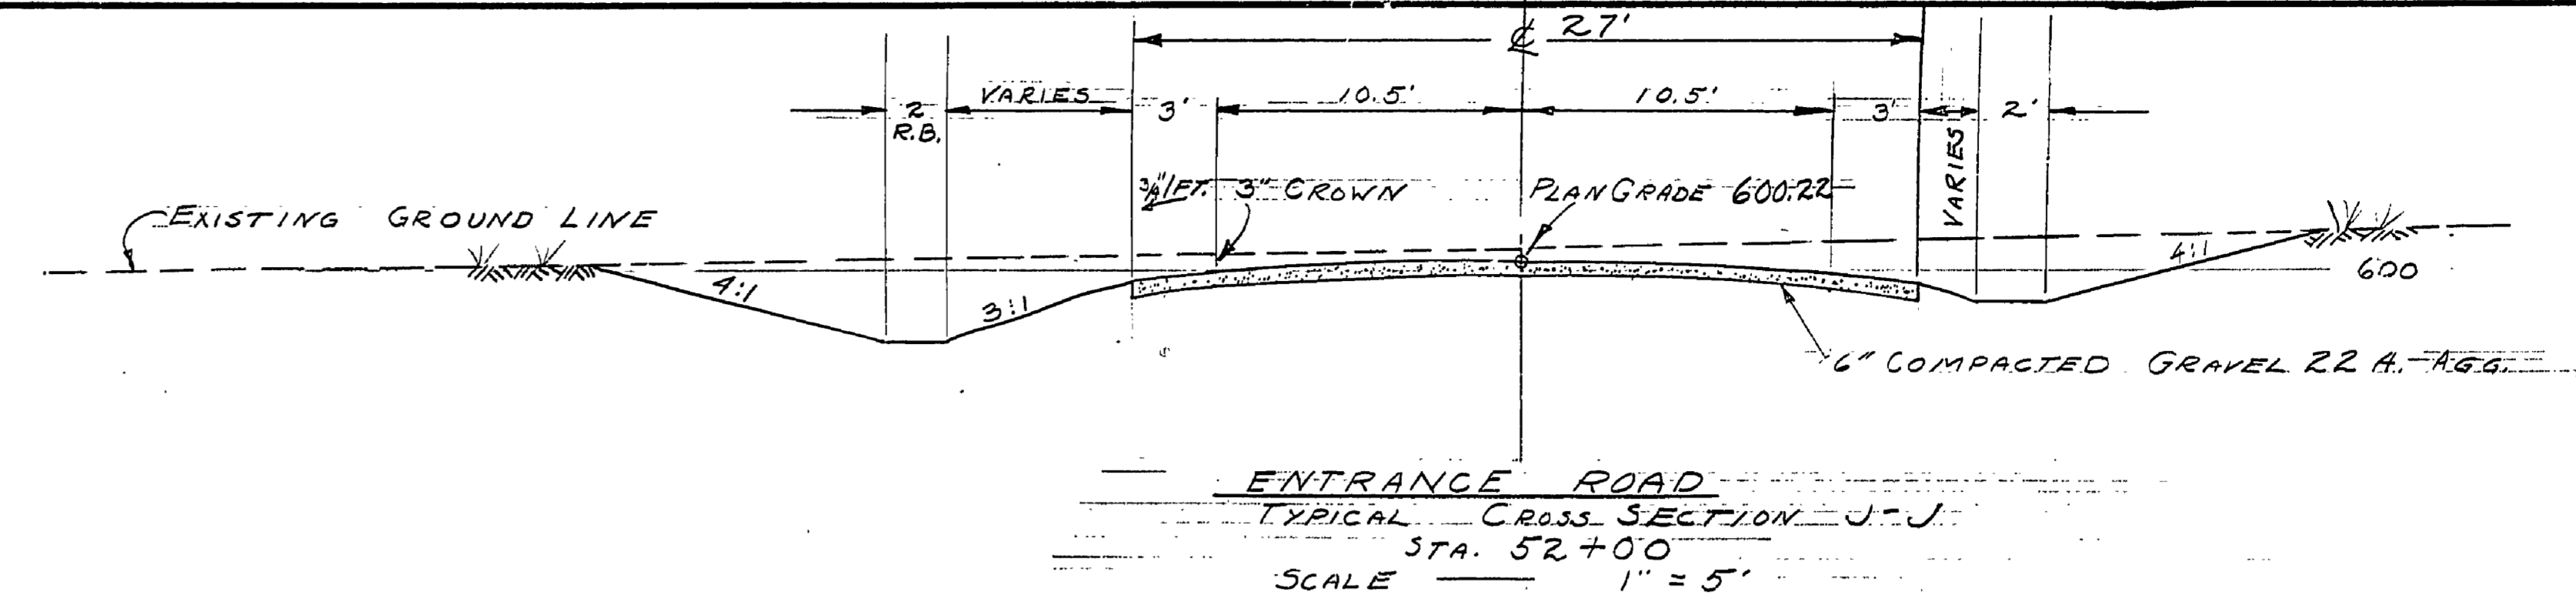 ℄ 27'
2 R.B.
VARIES
3'
10.5'
10.5'
3'
VARIES
2'
3/4"/FT. 3" CROWN
PLAN GRADE 600.22
EXISTING GROUND LINE
4:1
3:1
4:1
600
6" COMPACTED GRAVEL 22 A. AGG.
ENTRANCE ROAD
TYPICAL CROSS SECTION J-J
STA. 52+00
SCALE — 1" = 5'